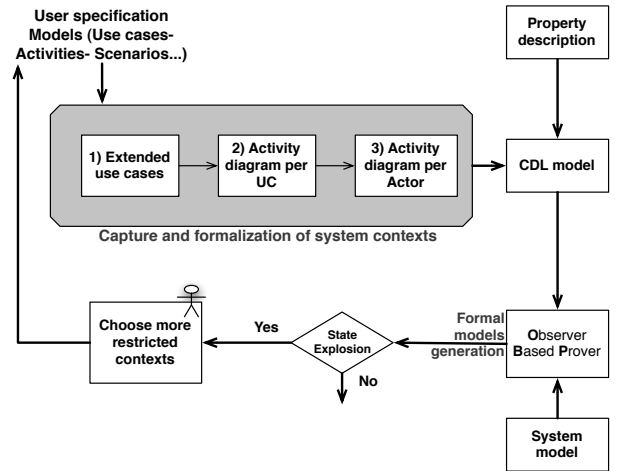 User specification
Models (Use cases-
Activities- Scenarios...)
Property
description
1) Extended
use cases
2) Activity
diagram per
UC
3) Activity
diagram per
Actor
CDL model
Capture and formalization of system contexts
Choose more
restricted
contexts
Yes
State
Explosion
No
Formal
models
generation
Observer
Based Prover
System
model